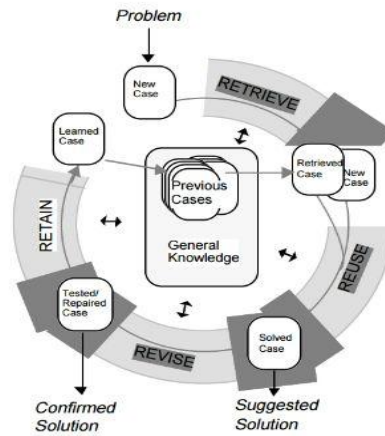 Problem
New
Case
RETRIEVE
Learned
Case
Retrieved
Case
New
Case
Previous
Cases
General
Knowledge
RETAIN
REUSE
Tested/
Repaired
Case
REVISE
Solved
Case
Confirmed
Solution
Suggested
Solution